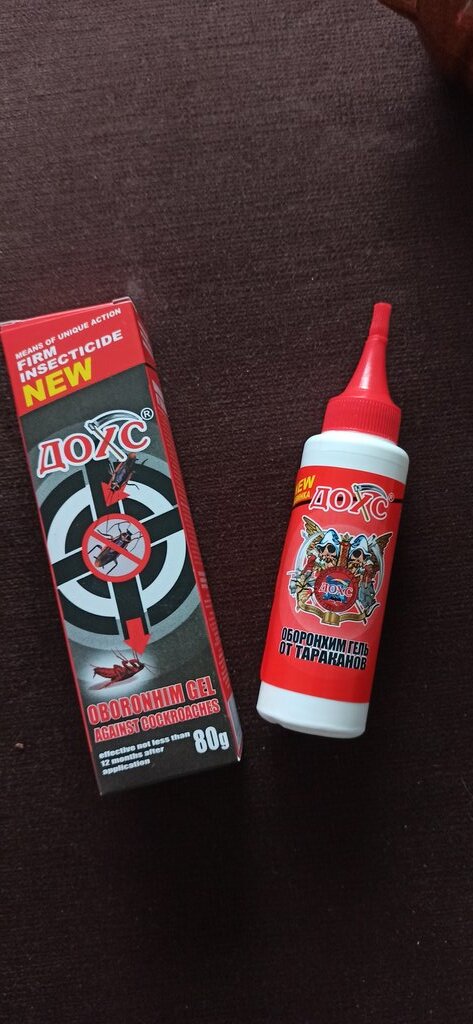 MEANS OF UNIQUE ACTION
FIRM
INSECTICIDE
NEW
ДОХС®
OBORONHIM GEL
AGAINST COCKROACHES
effective not less than
12 months after
application
80g
NEW
ДОХС®
ДОХС
ОБОРОНХИМ ГЕЛЬ
ОТ ТАРАКАНОВ